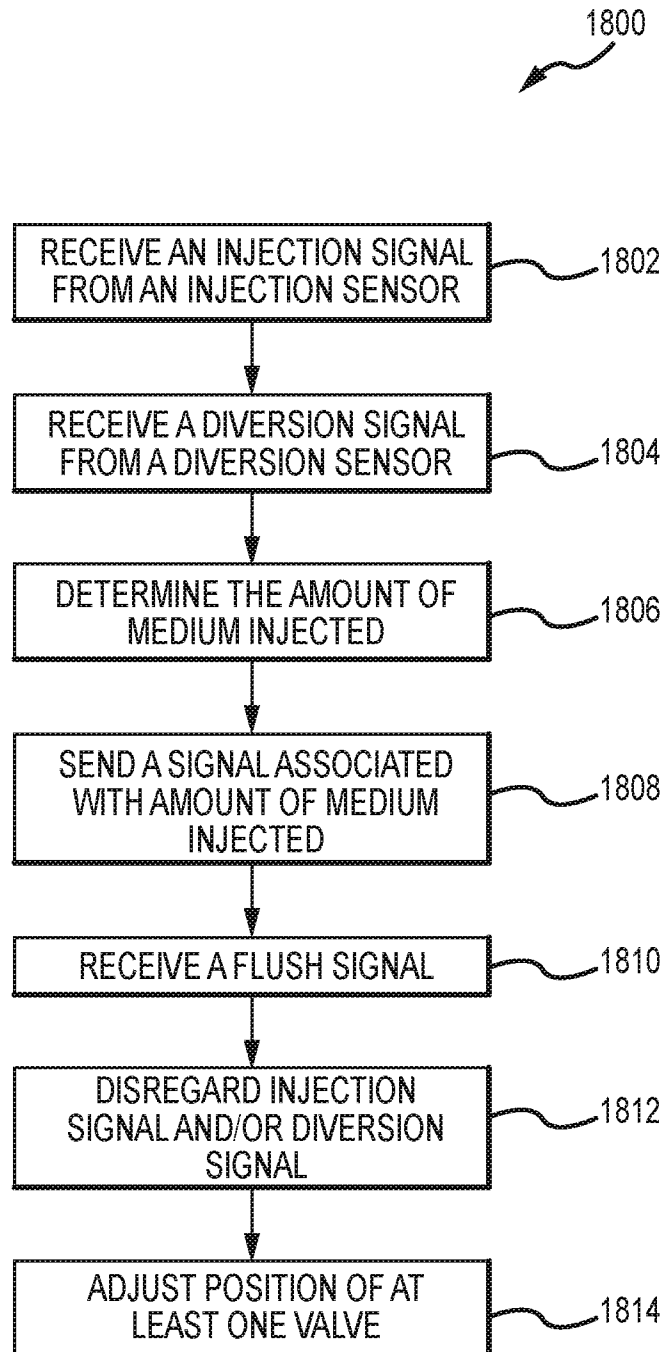 1800
RECEIVE AN INJECTION SIGNAL
FROM AN INJECTION SENSOR
1802
RECEIVE A DIVERSION SIGNAL
FROM A DIVERSION SENSOR
1804
DETERMINE THE AMOUNT OF
MEDIUM INJECTED
1806
SEND A SIGNAL ASSOCIATED
WITH AMOUNT OF MEDIUM
INJECTED
1808
RECEIVE A FLUSH SIGNAL
1810
DISREGARD INJECTION
SIGNAL AND/OR DIVERSION
SIGNAL
1812
ADJUST POSITION OF AT
LEAST ONE VALVE
1814